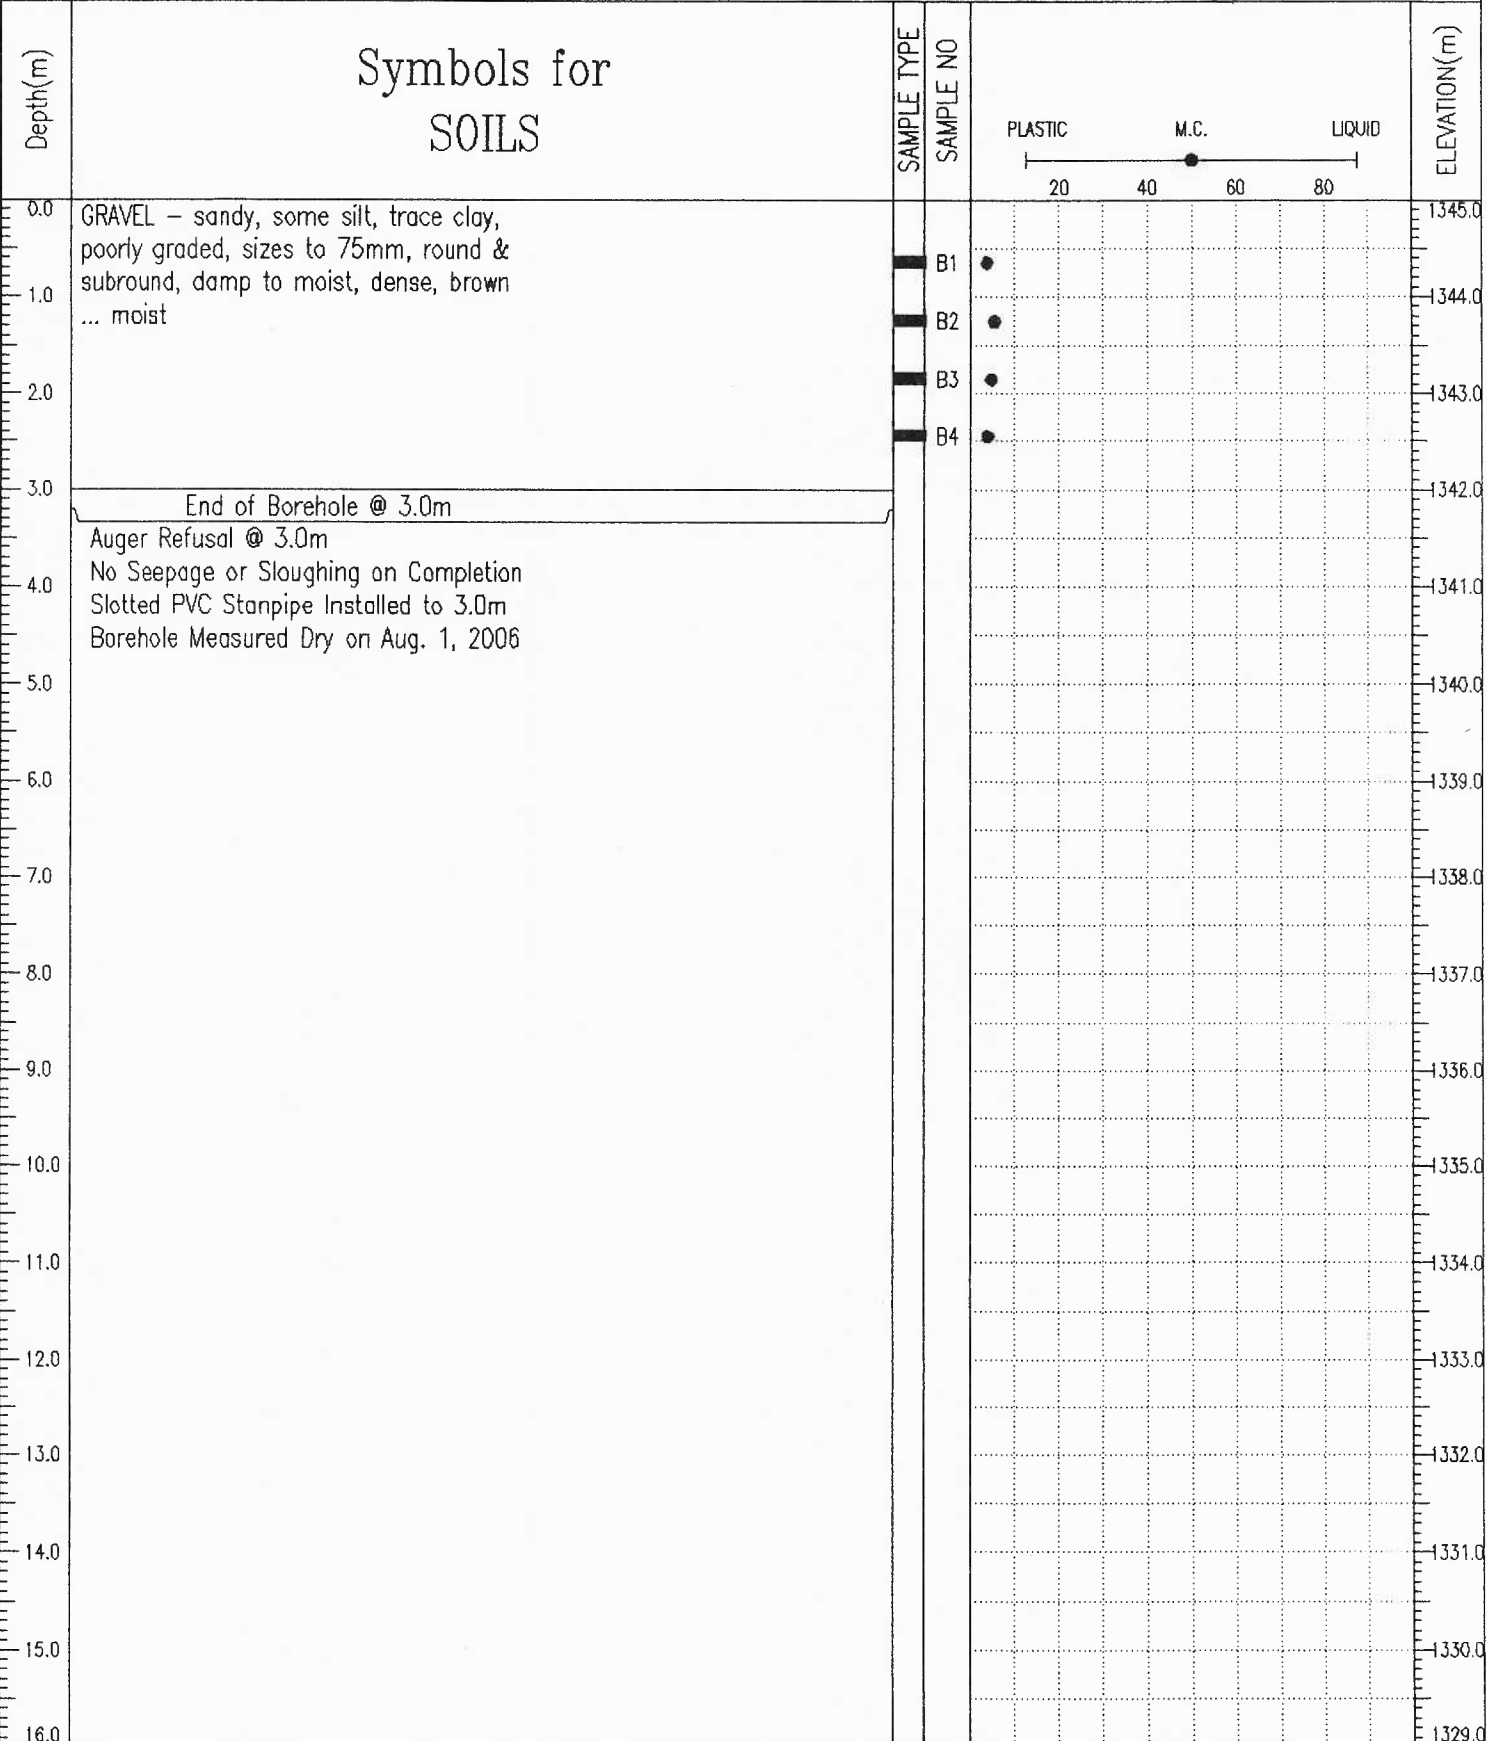 Depth(m)
Symbols for
SOILS
SAMPLE TYPE
SAMPLE NO
PLASTIC M.C. LIQUID
20 40 60 80
ELEVATION(m)
0.0
GRAVEL – sandy, some silt, trace clay,
poorly graded, sizes to 75mm, round &
subround, damp to moist, dense, brown
... moist
1.0
2.0
3.0
End of Borehole @ 3.0m
Auger Refusal @ 3.0m
No Seepage or Sloughing on Completion
Slotted PVC Stanpipe Installed to 3.0m
Borehole Measured Dry on Aug. 1, 2006
4.0
5.0
6.0
7.0
8.0
9.0
10.0
11.0
12.0
13.0
14.0
15.0
16.0
B1
B2
B3
B4
1345.0
1344.0
1343.0
1342.0
1341.0
1340.0
1339.0
1338.0
1337.0
1336.0
1335.0
1334.0
1333.0
1332.0
1331.0
1330.0
1329.0